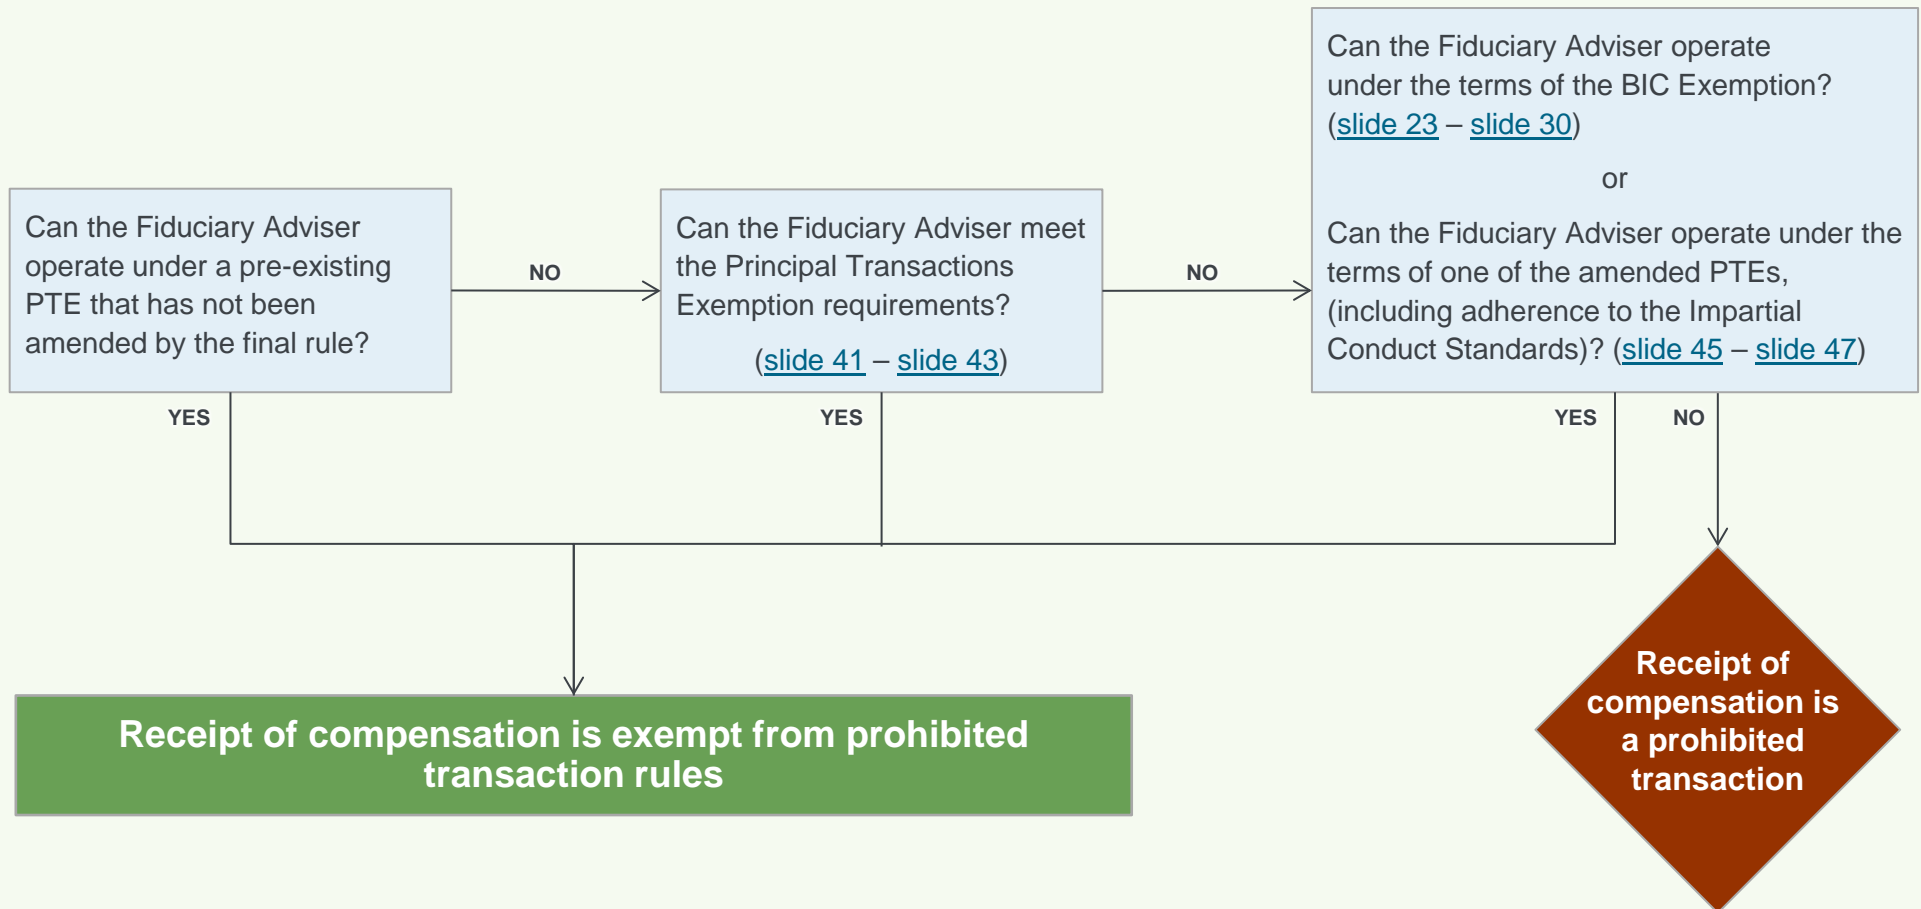 Can the Fiduciary Adviser
operate under a pre-existing
PTE that has not been
amended by the final rule?
NO
Can the Fiduciary Adviser meet
the Principal Transactions
Exemption requirements?
(slide 41 – slide 43)
NO
Can the Fiduciary Adviser operate
under the terms of the BIC Exemption?
(slide 23 – slide 30)
or
Can the Fiduciary Adviser operate under the
terms of one of the amended PTEs,
(including adherence to the Impartial
Conduct Standards)? (slide 45 – slide 47)
YES
YES
YES
NO
Receipt of compensation is exempt from prohibited
transaction rules
Receipt of
compensation is
a prohibited
transaction